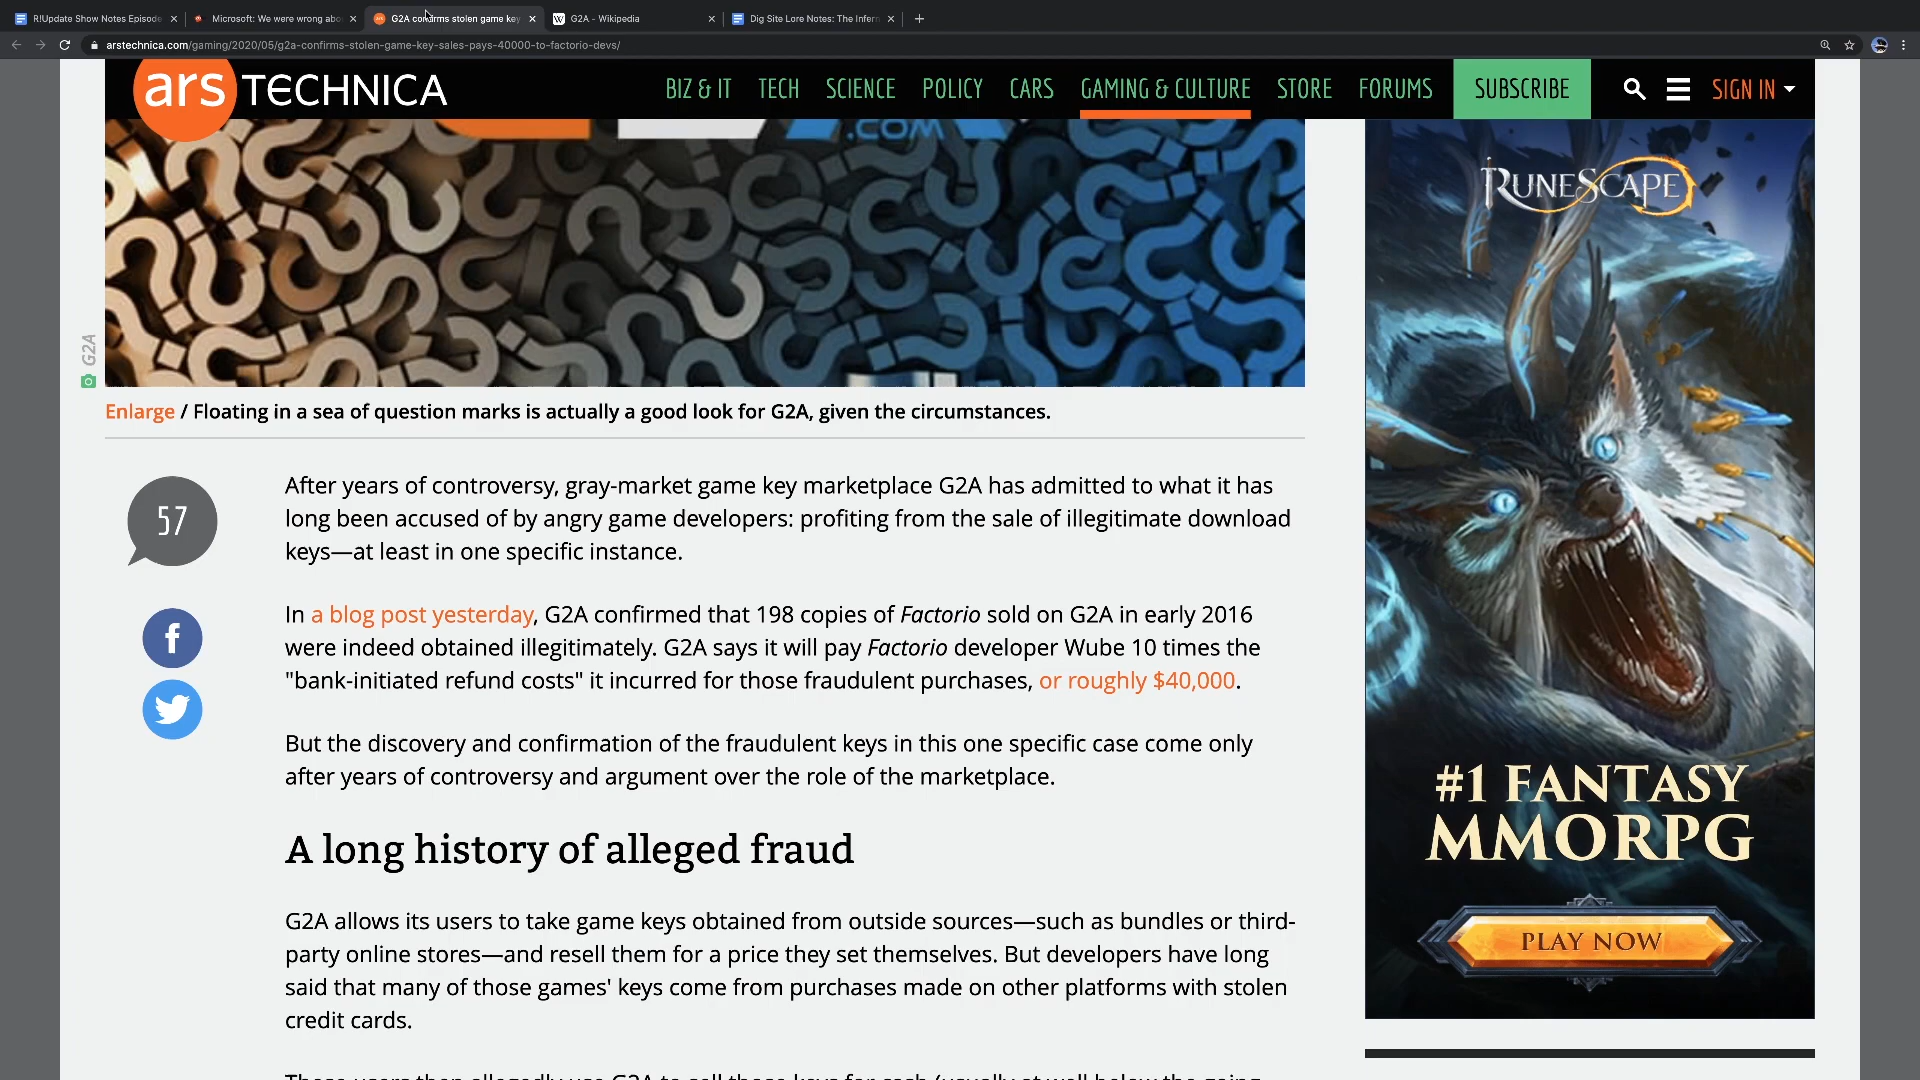 R!Update Show Notes Episode
Microsoft: We were wrong abo
G2A confirms stolen game key
G2A - Wikipedia
Dig Site Lore Notes: The Infern
arstechnica.com/gaming/2020/05/g2a-confirms-stolen-game-key-sales-pays-40000-to-factorio-devs/
ars TECHNICA
BIZ & IT TECH SCIENCE POLICY CARS GAMING & CULTURE STORE FORUMS SUBSCRIBE SIGN IN
.COM
G2A
Enlarge / Floating in a sea of question marks is actually a good look for G2A, given the circumstances.
57
After years of controversy, gray-market game key marketplace G2A has admitted to what it has
long been accused of by angry game developers: profiting from the sale of illegitimate download
keys—at least in one specific instance.
In a blog post yesterday, G2A confirmed that 198 copies of Factorio sold on G2A in early 2016
were indeed obtained illegitimately. G2A says it will pay Factorio developer Wube 10 times the
"bank-initiated refund costs" it incurred for those fraudulent purchases, or roughly $40,000.
But the discovery and confirmation of the fraudulent keys in this one specific case come only
after years of controversy and argument over the role of the marketplace.
A long history of alleged fraud
G2A allows its users to take game keys obtained from outside sources—such as bundles or third-
party online stores—and resell them for a price they set themselves. But developers have long
said that many of those games' keys come from purchases made on other platforms with stolen
credit cards.
RUNESCAPE
#1 FANTASY
MMORPG
PLAY NOW